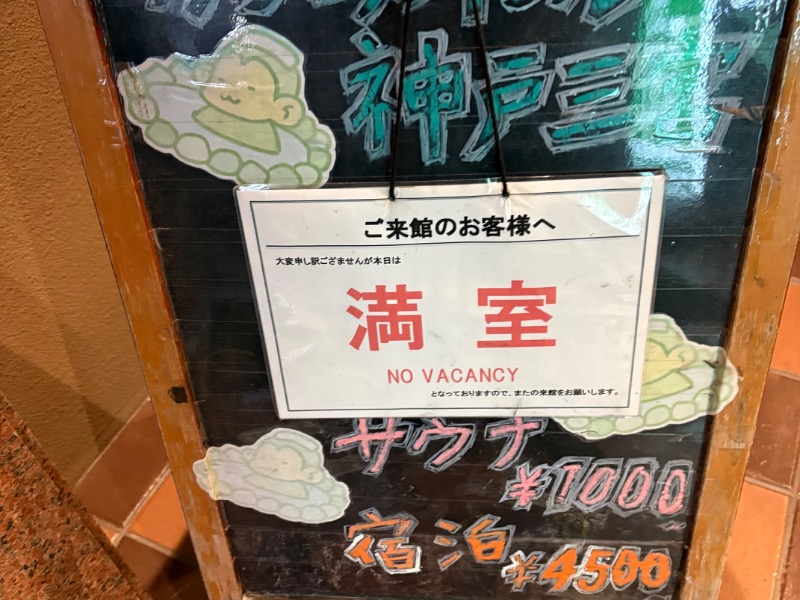 神戸三宮
ご来館のお客様へ
大変申し訳ござませんが本日は
満室
NO VACANCY
となっておりますので、またの来館をお願いします。
サウナ
¥1000
宿泊
¥4500